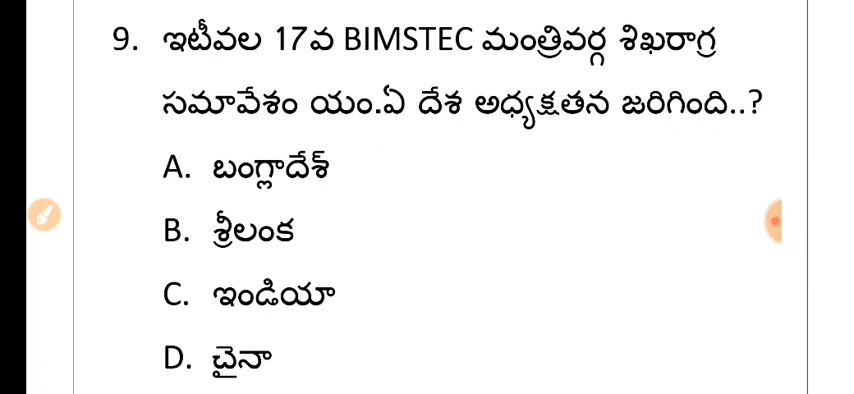 9. ఇటీవల 17వ BIMSTEC మంత్రివర్గ శిఖరాగ్ర
సమావేశం యం.ఏ దేశ అధ్యక్షతన జరిగింది..?
A. బంగ్లాదేశ్
B. శ్రీలంక
C. ఇండియా
D. చైనా